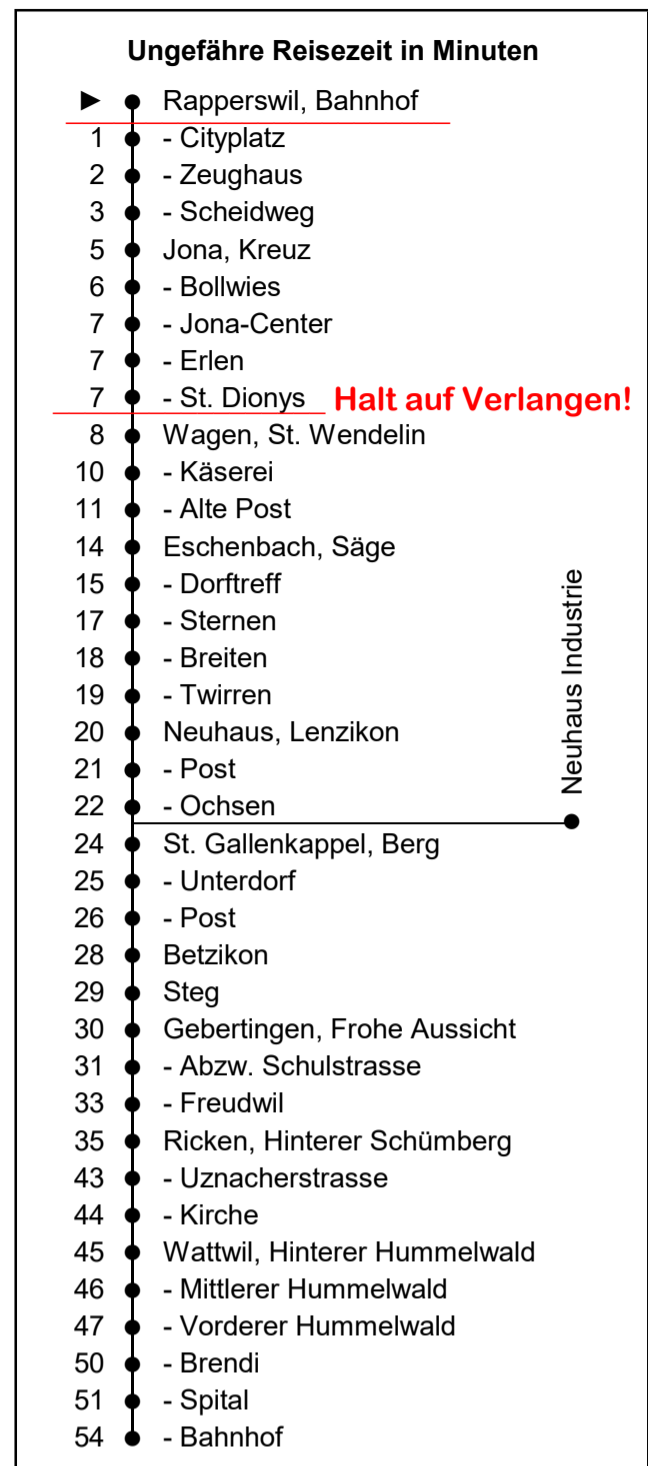 Ungefähre Reisezeit in Minuten
► Rapperswil, Bahnhof
1 - Cityplatz
2 - Zeughaus
3 - Scheidweg
5 Jona, Kreuz
6 - Bollwies
7 - Jona-Center
7 - Erlen
7 - St. Dionys Halt auf Verlangen!
8 Wagen, St. Wendelin
10 - Käserei
11 - Alte Post
14 Eschenbach, Säge
15 - Dorftreff
17 - Sternen
18 - Breiten
19 - Twirren
20 Neuhaus, Lenzikon
21 - Post
22 - Ochsen
Neuhaus Industrie
24 St. Gallenkappel, Berg
25 - Unterdorf
26 - Post
28 Betzikon
29 Steg
30 Gebertingen, Frohe Aussicht
31 - Abzw. Schulstrasse
33 - Freudwil
35 Ricken, Hinterer Schümberg
43 - Uznacherstrasse
44 - Kirche
45 Wattwil, Hinterer Hummelwald
46 - Mittlerer Hummelwald
47 - Vorderer Hummelwald
50 - Brendi
51 - Spital
54 - Bahnhof